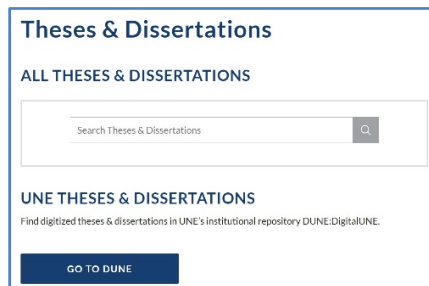 Theses & Dissertations
ALL THESES & DISSERTATIONS
Search Theses & Dissertations
UNE THESES & DISSERTATIONS
Find digitized theses & dissertations in UNE's institutional repository DUNE:DigitalUNE.
GO TO DUNE